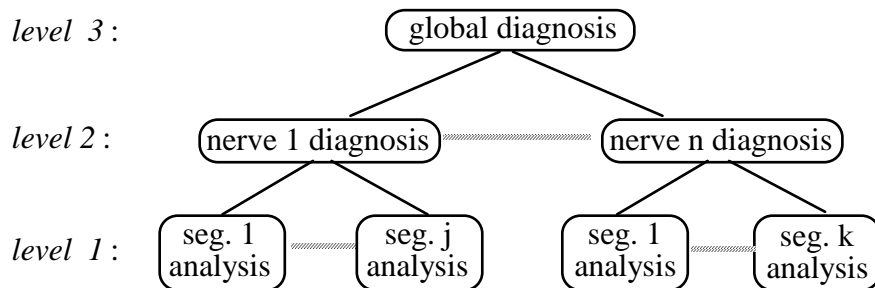 level 3 :
global diagnosis
level 2 :
nerve 1 diagnosis
nerve n diagnosis
level 1 :
seg. 1
analysis
seg. j
analysis
seg. 1
analysis
seg. k
analysis